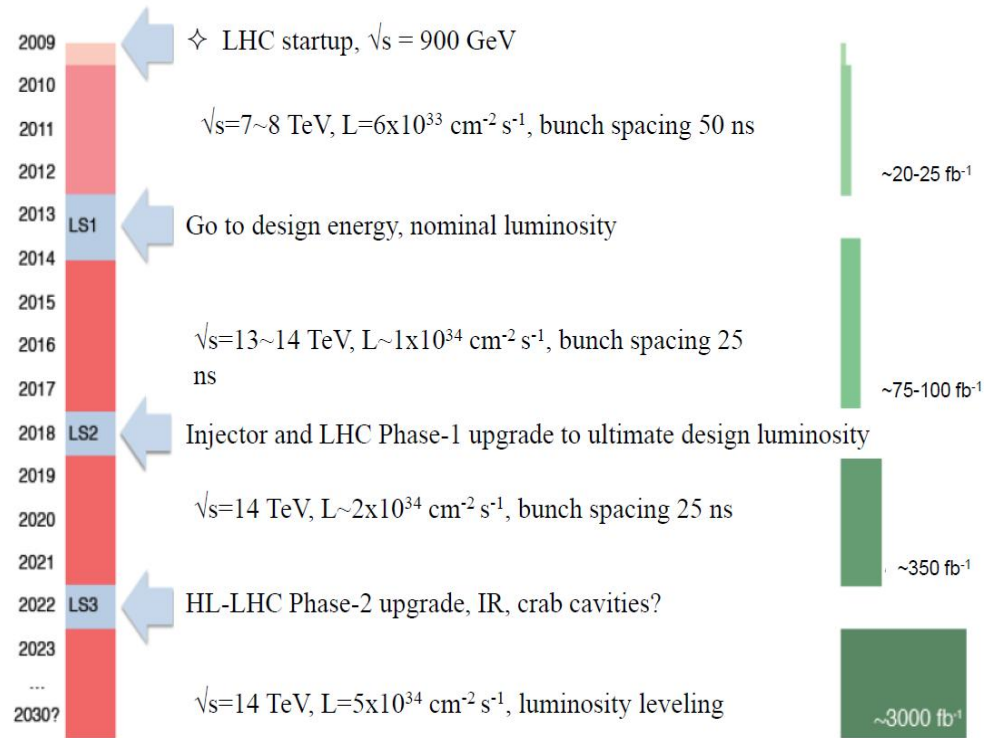 2009
✧ LHC startup, √s = 900 GeV
2010
2011
√s=7~8 TeV, L=6x10³³ cm⁻² s⁻¹, bunch spacing 50 ns
2012
~20-25 fb⁻¹
2013
LS1
Go to design energy, nominal luminosity
2014
2015
√s=13~14 TeV, L~1x10³⁴ cm⁻² s⁻¹, bunch spacing 25
2016
ns
2017
~75-100 fb⁻¹
2018
LS2
Injector and LHC Phase-1 upgrade to ultimate design luminosity
2019
√s=14 TeV, L~2x10³⁴ cm⁻² s⁻¹, bunch spacing 25 ns
2020
2021
~350 fb⁻¹
2022
LS3
HL-LHC Phase-2 upgrade, IR, crab cavities?
2023
...
√s=14 TeV, L=5x10³⁴ cm⁻² s⁻¹, luminosity leveling
2030?
~3000 fb⁻¹